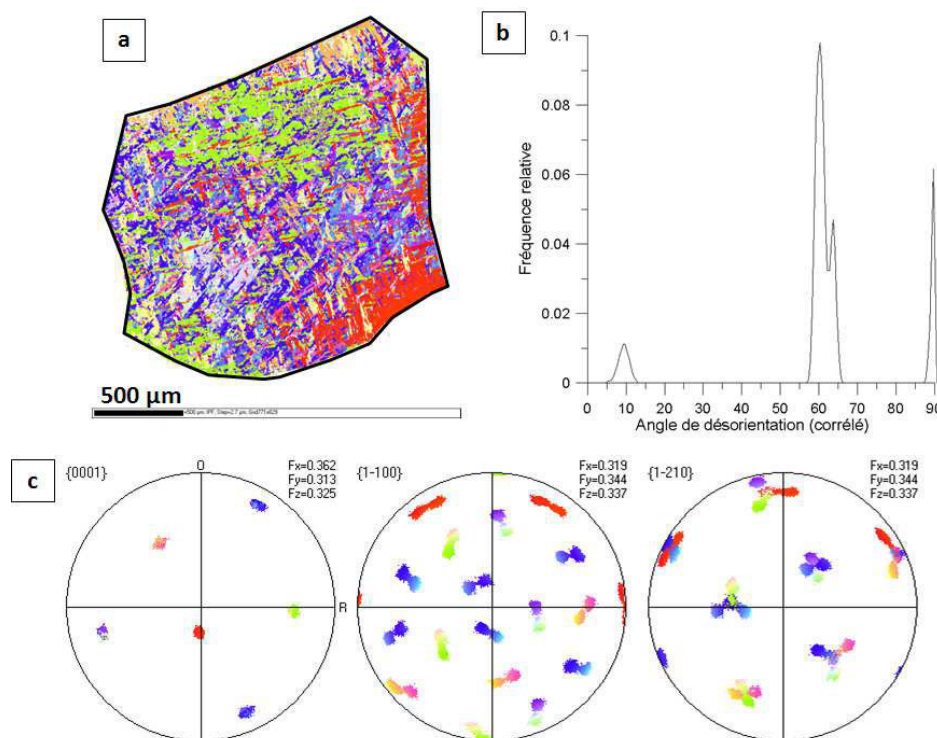 a
500 µm
b
Fréquence relative
0.1
0.08
0.06
0.04
0.02
0
0 10 20 30 40 50 60 70 80 90
Angle de désorientation (corrélé)
c
{0001}
O
R
Fx=0.362
Fy=0.313
Fz=0.325
{1-100}
Fx=0.319
Fy=0.344
Fz=0.337
{1-210}
Fx=0.319
Fy=0.344
Fz=0.337